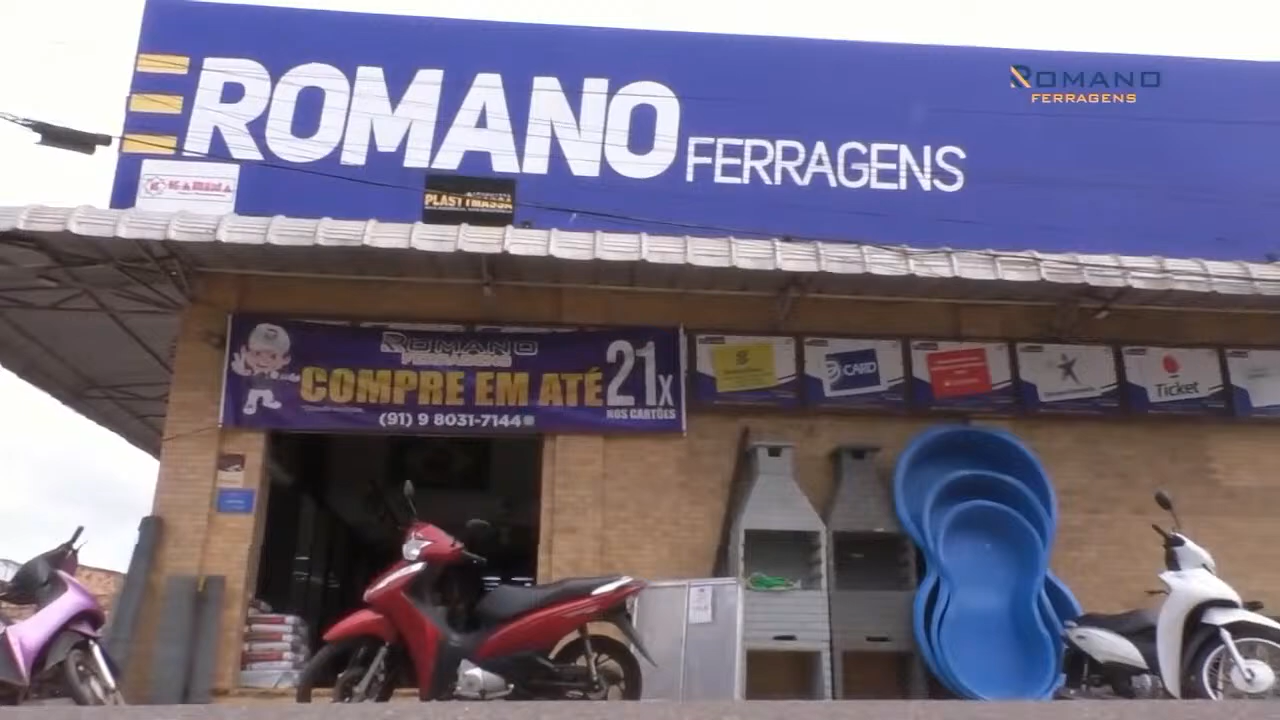 ROMANO FERRAGENS
ROMANO
FERRAGENS
KARINA
PLASTIMASSA
ROMANO
FERRAGENS
COMPRE EM ATÉ 21x
NOS CARTÕES
(91) 9 8031-7144
CARD
Ticket